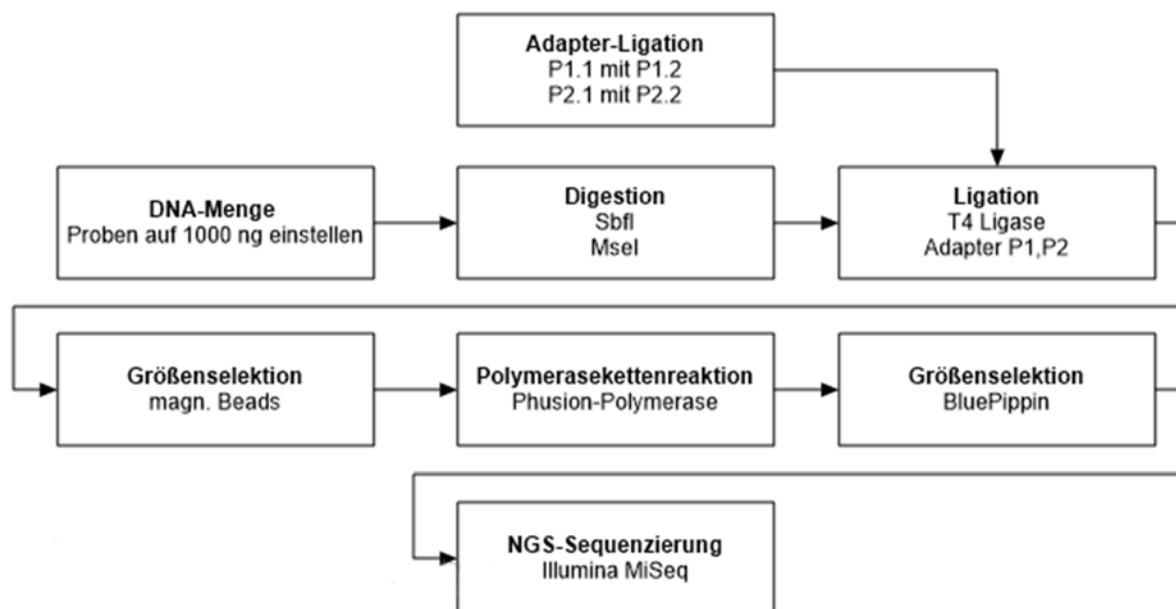 Adapter-Ligation
P1.1 mit P1.2
P2.1 mit P2.2
DNA-Menge
Proben auf 1000 ng einstellen
Digestion
SbfI
MseI
Ligation
T4 Ligase
Adapter P1,P2
Größenselektion
magn. Beads
Polymerasekettenreaktion
Phusion-Polymerase
Größenselektion
BluePippin
NGS-Sequenzierung
Illumina MiSeq